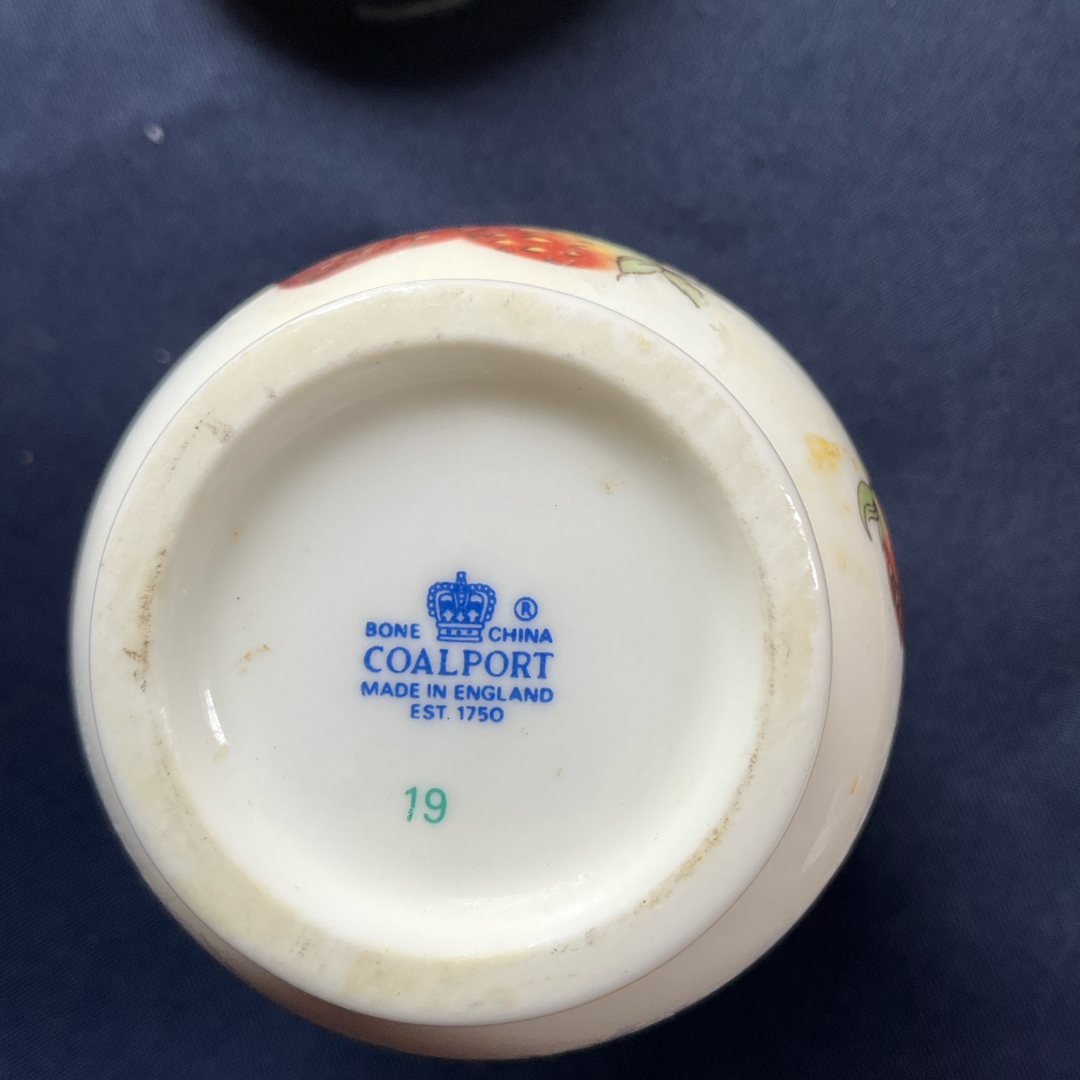 BONE CHINA ®
COALPORT
MADE IN ENGLAND
EST. 1750
19